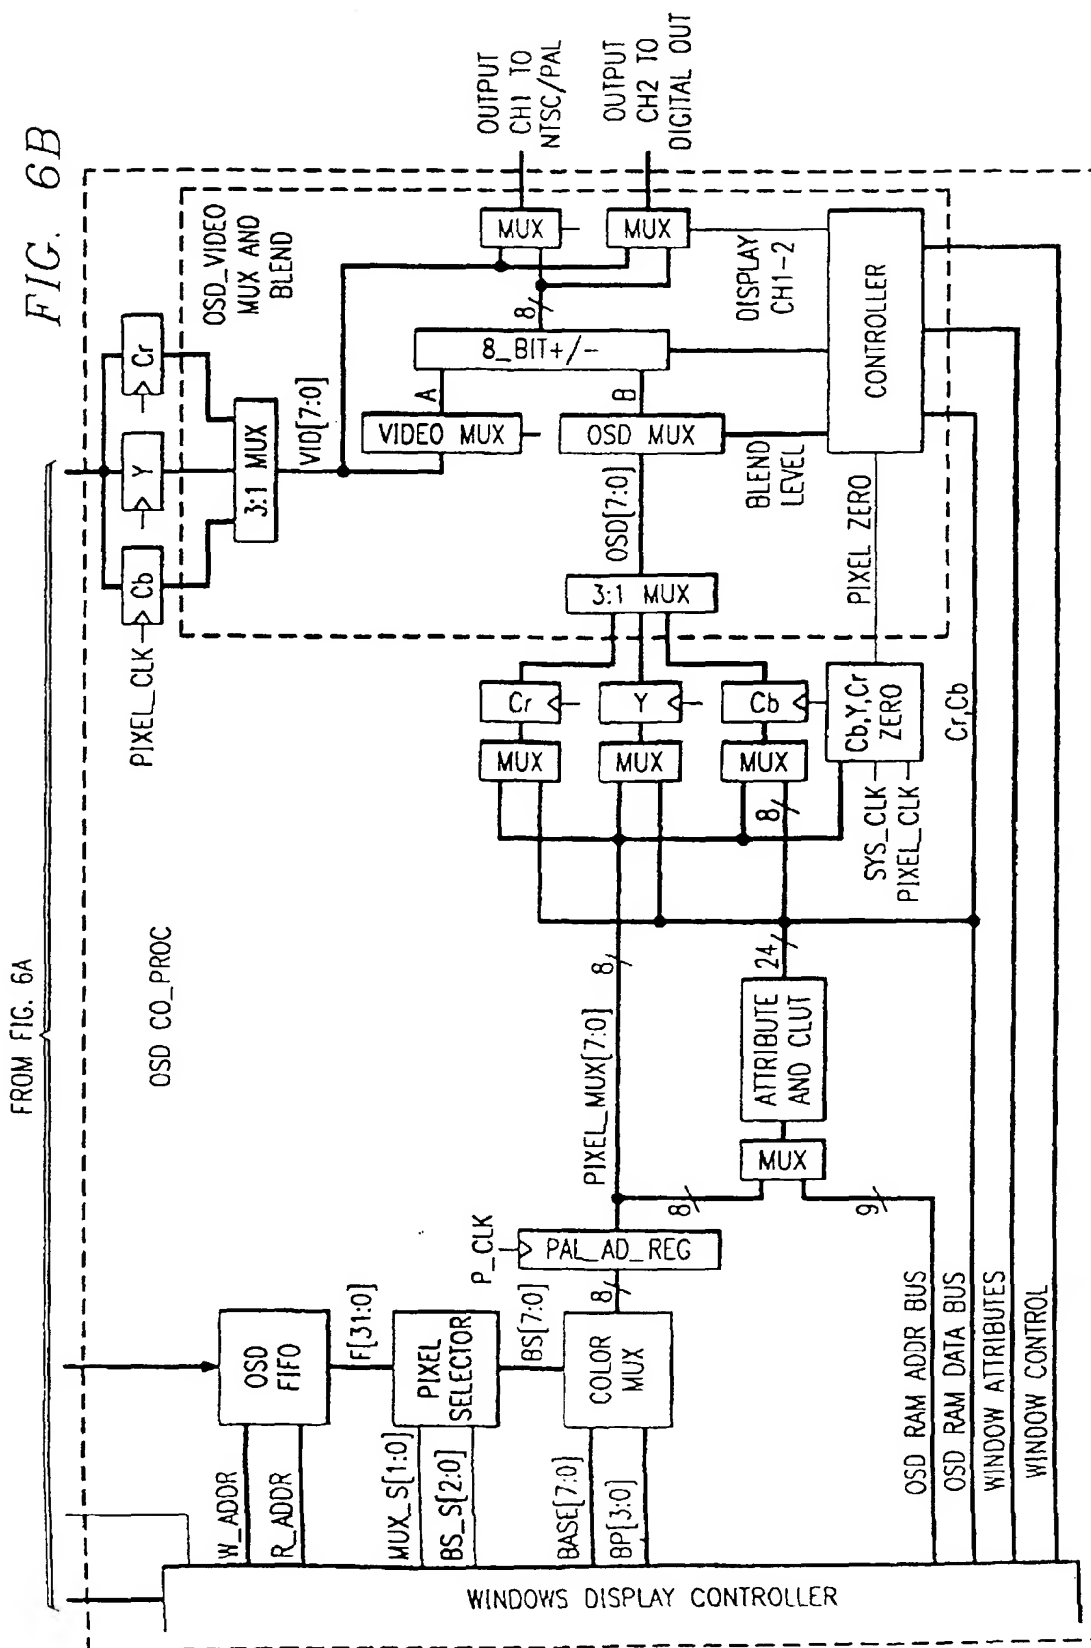 FIG. 6B
FROM FIG. 6A
OSD CO_PROC
W_ADDR
R_ADDR
OSD
FIFO
F[31:0]
MUX_S[1:0]
BS_S[2:0]
PIXEL
SELECTOR
BS[7:0]
BASE[7:0]
BP[3:0]
COLOR
MUX
8
P_CLK
PAL_AD_REG
PIXEL_MUX[7:0]
8
8
9
MUX
ATTRIBUTE
AND CLUT
24
8
OSD RAM ADDR BUS
OSD RAM DATA BUS
WINDOW ATTRIBUTES
WINDOW CONTROL
WINDOWS DISPLAY CONTROLLER
MUX
MUX
MUX
Cr
Y
Cb
SYS_CLK
PIXEL_CLK
Cb,Y,Cr
ZERO
Cr,Cb
PIXEL_CLK
Cb
Y
Cr
3:1 MUX
VID[7:0]
OSD_VIDEO
MUX AND
BLEND
3:1 MUX
OSD[7:0]
VIDEO MUX
OSD MUX
A
B
8_BIT+/-
8
BLEND
LEVEL
PIXEL ZERO
DISPLAY
CH1-2
CONTROLLER
MUX
MUX
OUTPUT
CH1 TO
NTSC/PAL
OUTPUT
CH2 TO
DIGITAL OUT